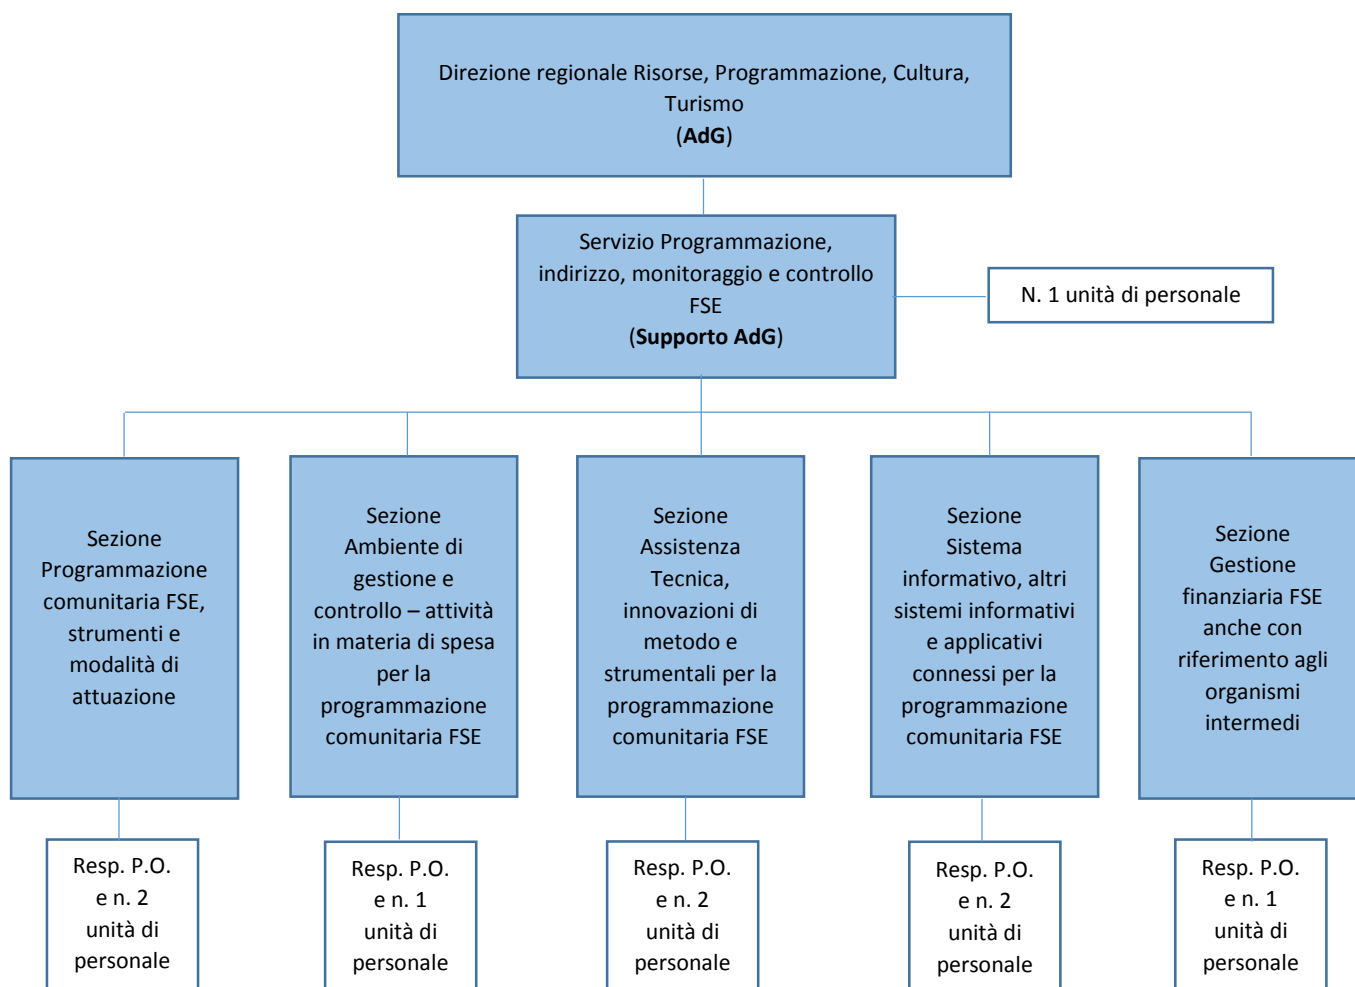 Direzione regionale Risorse, Programmazione, Cultura,
Turismo
(AdG)
Servizio Programmazione,
indirizzo, monitoraggio e controllo
FSE
(Supporto AdG)
N. 1 unità di personale
Sezione
Programmazione
comunitaria FSE,
strumenti e
modalità di
attuazione
Sezione
Ambiente di
gestione e
controllo – attività
in materia di spesa
per la
programmazione
comunitaria FSE
Sezione
Assistenza
Tecnica,
innovazioni di
metodo e
strumentali per la
programmazione
comunitaria FSE
Sezione
Sistema
informativo, altri
sistemi informativi
e applicativi
connessi per la
programmazione
comunitaria FSE
Sezione
Gestione
finanziaria FSE
anche con
riferimento agli
organismi
intermedi
Resp. P.O.
e n. 2
unità di
personale
Resp. P.O.
e n. 1
unità di
personale
Resp. P.O.
e n. 2
unità di
personale
Resp. P.O.
e n. 2
unità di
personale
Resp. P.O.
e n. 1
unità di
personale